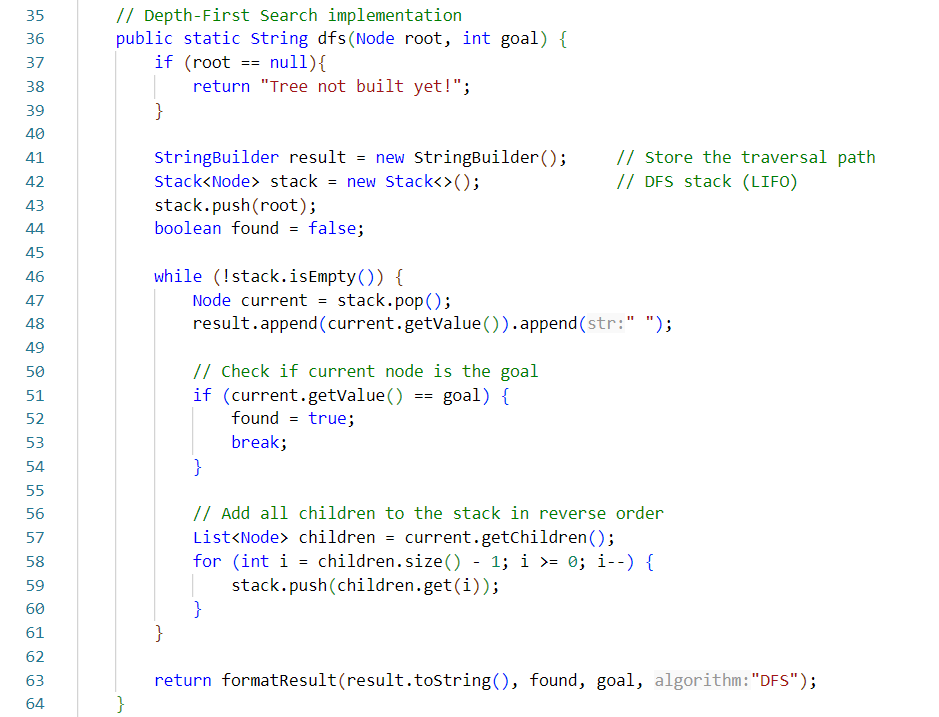 35 // Depth-First Search implementation
36 public static String dfs(Node root, int goal) {
37 if (root == null){
38 return "Tree not built yet!";
39 }
40
41 StringBuilder result = new StringBuilder(); // Store the traversal path
42 Stack<Node> stack = new Stack<>(); // DFS stack (LIFO)
43 stack.push(root);
44 boolean found = false;
45
46 while (!stack.isEmpty()) {
47 Node current = stack.pop();
48 result.append(current.getValue()).append(str:" ");
49
50 // Check if current node is the goal
51 if (current.getValue() == goal) {
52 found = true;
53 break;
54 }
55
56 // Add all children to the stack in reverse order
57 List<Node> children = current.getChildren();
58 for (int i = children.size() - 1; i >= 0; i--) {
59 stack.push(children.get(i));
60 }
61 }
62
63 return formatResult(result.toString(), found, goal, algorithm:"DFS");
64 }